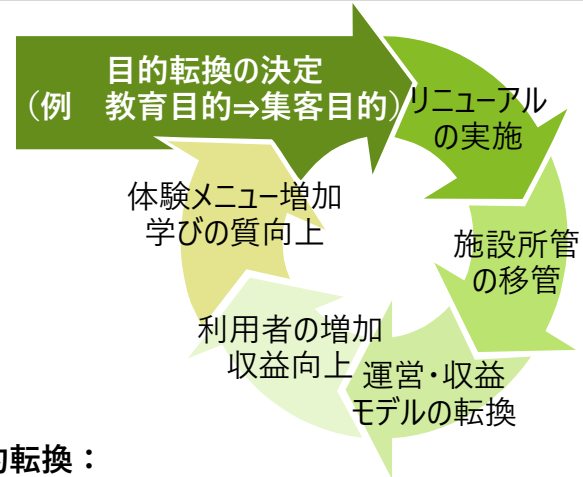 目的転換の決定
(例　教育目的⇒集客目的)
リニューアル
の実施
施設所管
の移管
運営・収益
モデルの転換
利用者の増加
収益向上
体験メニュー増加
学びの質向上
的転換：